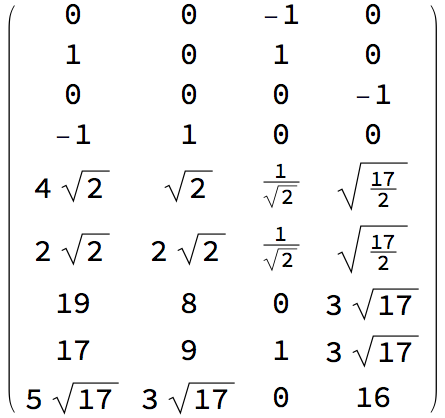 0 0 −1 0
1 0 1 0
0 0 0 −1
−1 1 0 0
4 √2 √2 1/√2 √(17/2)
2 √2 2 √2 1/√2 √(17/2)
19 8 0 3 √17
17 9 1 3 √17
5 √17 3 √17 0 16